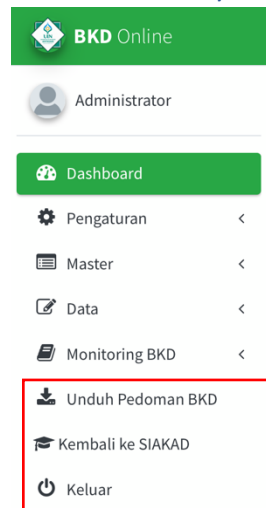 BKD Online
Administrator
Dashboard
Pengaturan
Master
Data
Monitoring BKD
Unduh Pedoman BKD
Kembali ke SIAKAD
Keluar